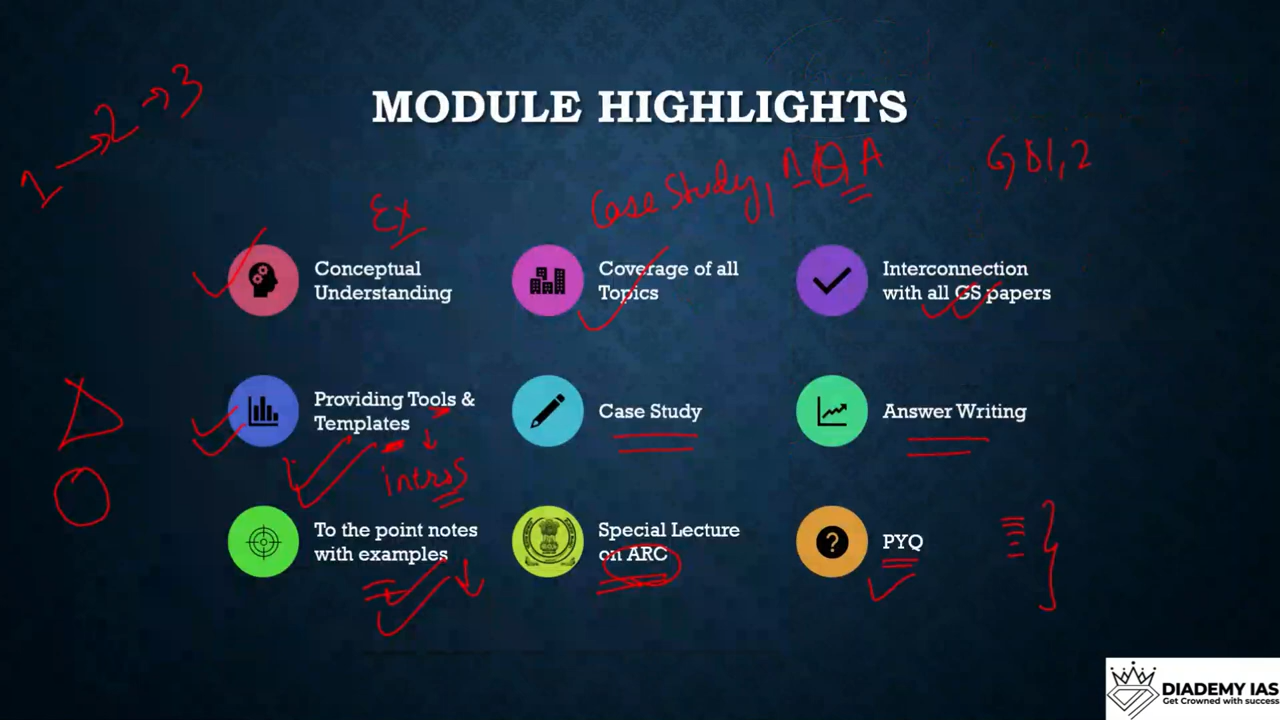 MODULE HIGHLIGHTS
1 → 2 → 3
Ex
Case Study,
Conceptual
Understanding
Coverage of all
Topics
Interconnection
with all GS papers
Providing Tools &
Templates
intros
Case Study
Answer Writing
To the point notes
with examples
Special Lecture
on ARC
PYQ
DIADEMY IAS
Get Crowned with success